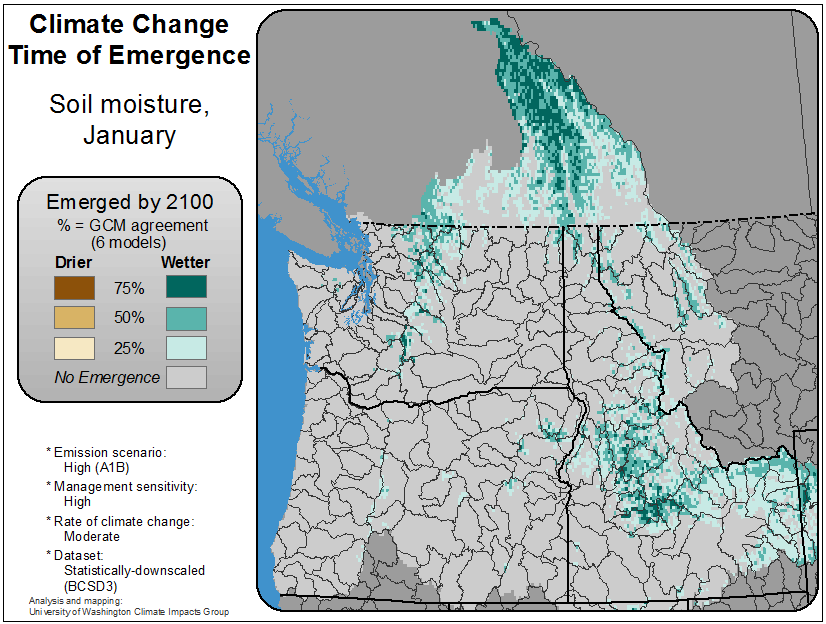 Climate Change
Time of Emergence
Soil moisture,
January
Emerged by 2100
% = GCM agreement
(6 models)
Drier Wetter
75%
50%
25%
No Emergence
* Emission scenario:
High (A1B)
* Management sensitivity:
High
* Rate of climate change:
Moderate
* Dataset:
Statistically-downscaled
(BCSD3)
Analysis and mapping:
University of Washington Climate Impacts Group